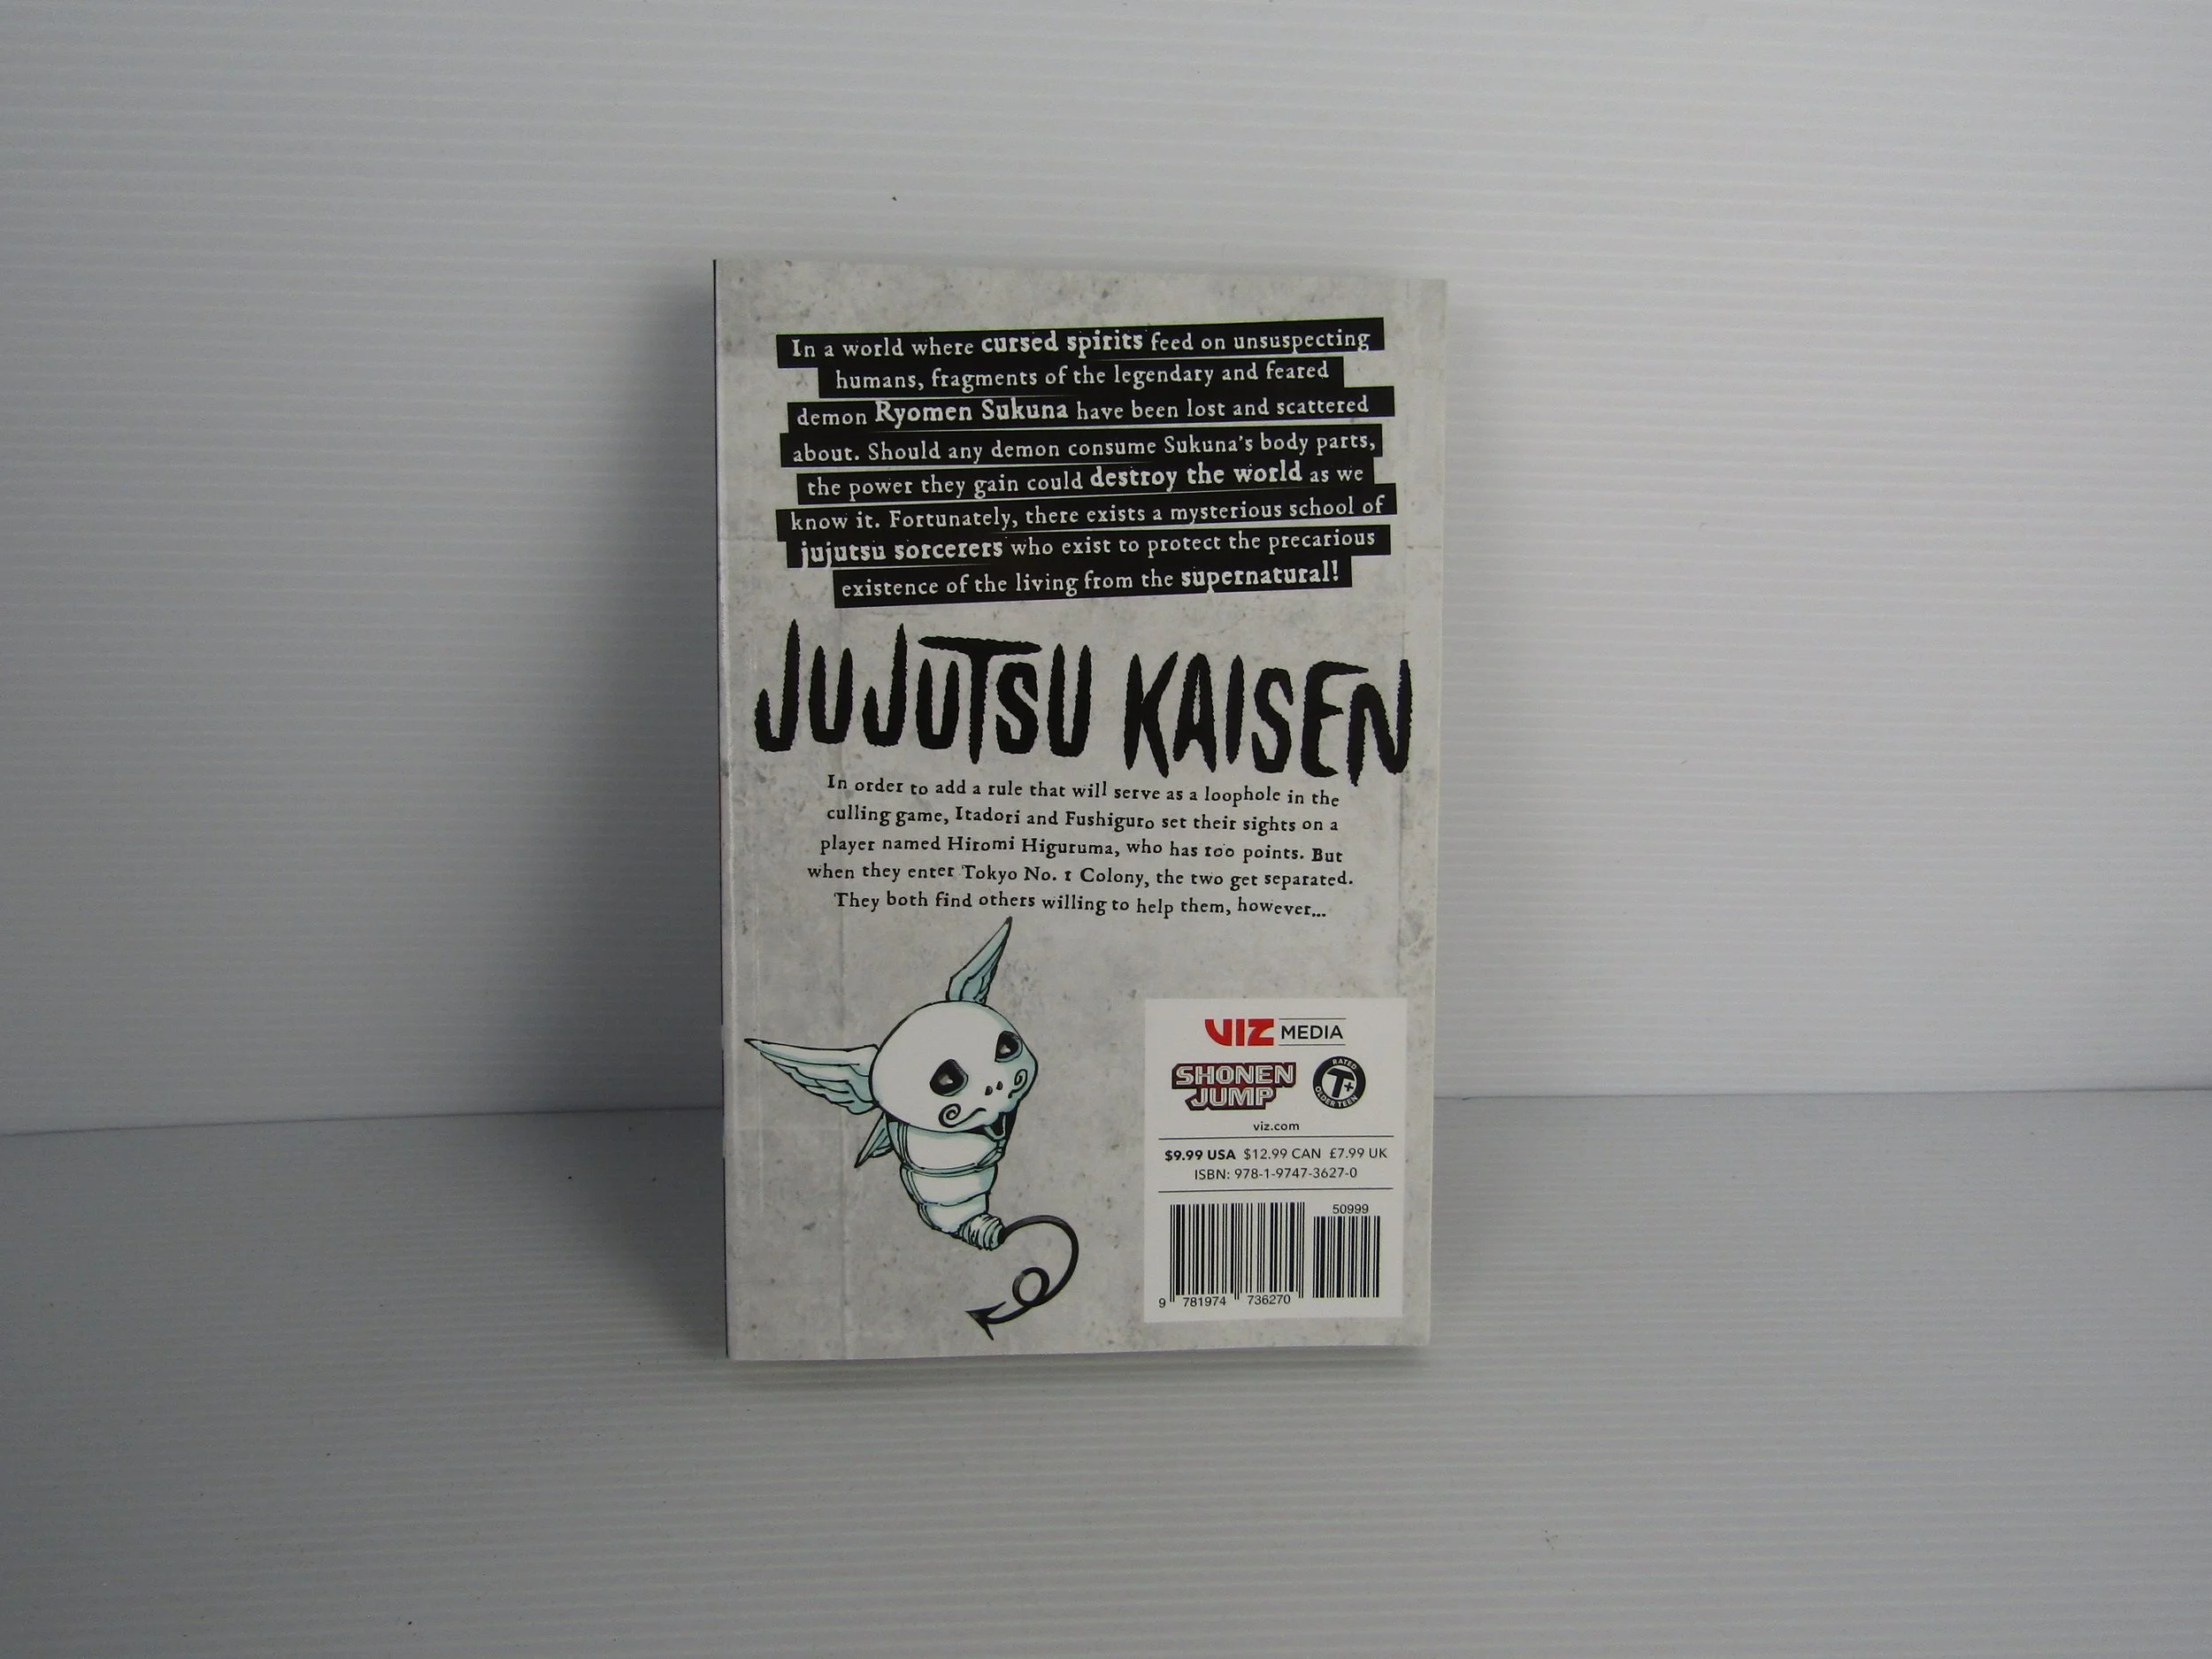 In a world where cursed spirits feed on unsuspecting
humans, fragments of the legendary and feared
demon Ryomen Sukuna have been lost and scattered
about. Should any demon consume Sukuna's body parts,
the power they gain could destroy the world as we
know it. Fortunately, there exists a mysterious school of
jujutsu sorcerers who exist to protect the precarious
existence of the living from the supernatural!
JUJUTSU KAISEN
In order to add a rule that will serve as a loophole in the
culling game, Itadori and Fushiguro set their sights on a
player named Hiromi Higuruma, who has 100 points. But
when they enter Tokyo No. 1 Colony, the two get separated.
They both find others willing to help them, however...
VIZ MEDIA
SHONEN
JUMP
RATED
T+
OLDER TEEN
viz.com
$9.99 USA $12.99 CAN £7.99 UK
ISBN: 978-1-9747-3627-0
50999
9 781974 736270